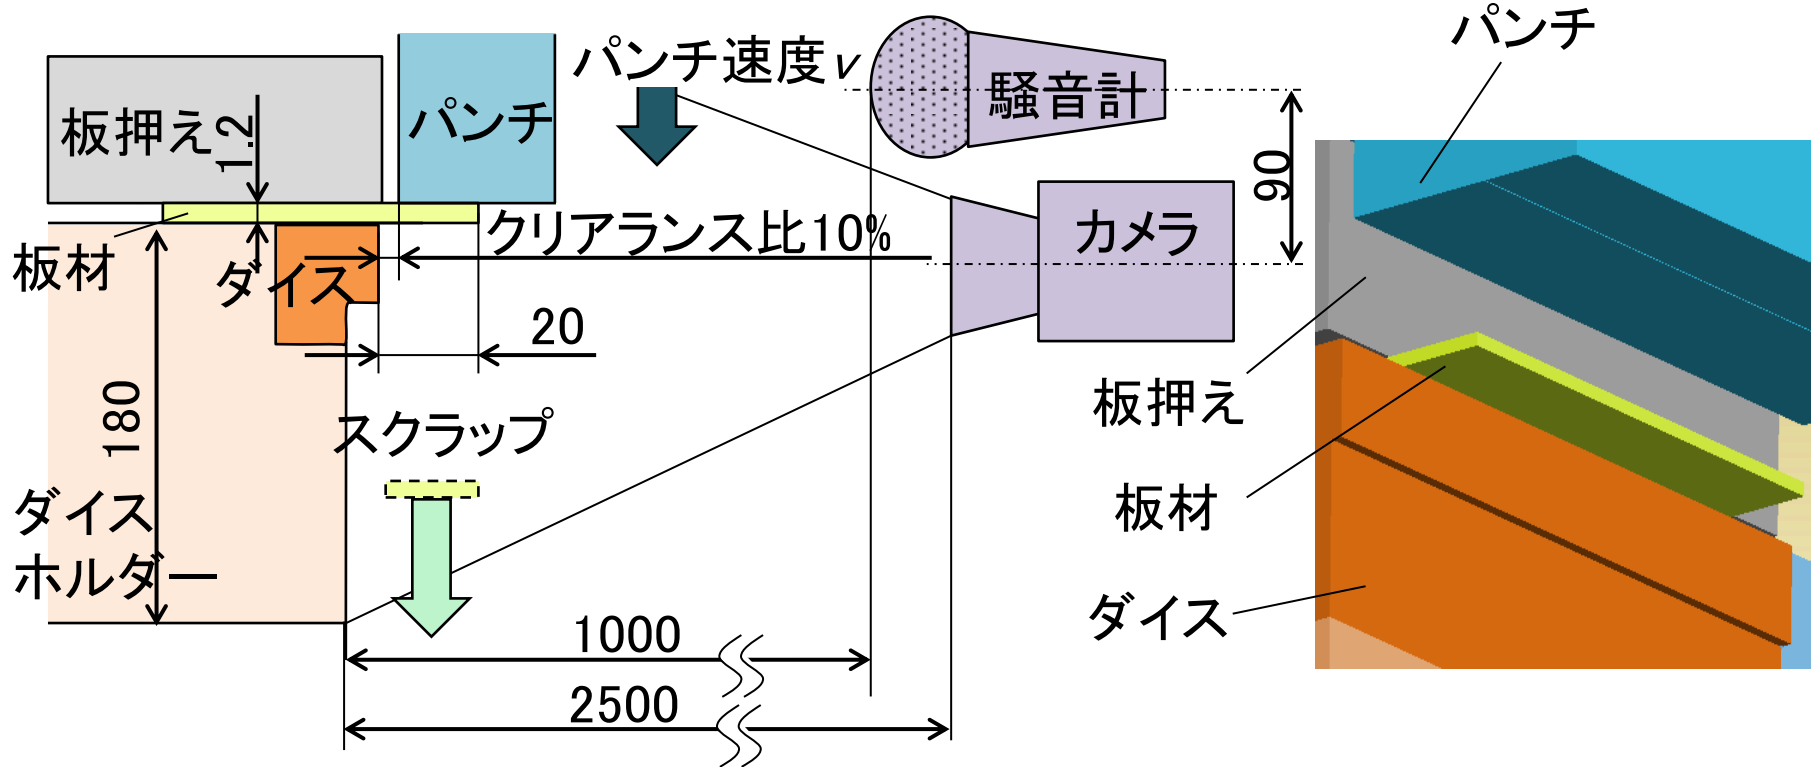 パンチ
パンチ速度v
騒音計
板押え
1.2
パンチ
90
クリアランス比10%
カメラ
板材
ダイス
20
180
スクラップ
板押え
板材
ダイス
ホルダー
ダイス
1000
2500